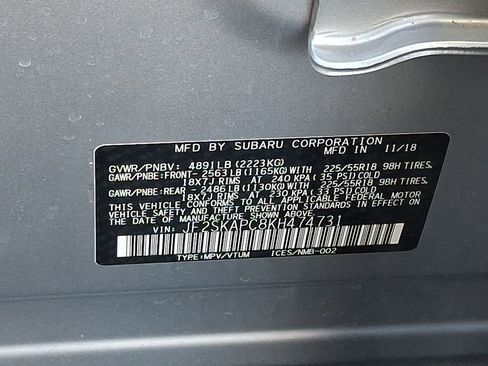 MFD BY SUBARU CORPORATION
MFD IN 11/18
GVWR/PNBV: 4891LB(2223KG)
GAWR/PNBE:FRONT- 2563LB(1165KG)WITH 225/55R18 98H TIRES,
18X7J RIMS AT 240 KPA(35 PSI)COLD
GAWR/PNBE:REAR - 2486LB(1130KG)WITH 225/55R18 98H TIRES,
18X7J RIMS AT 230 KPA(33 PSI)COLD
THIS VEHICLE CONFORMS TO ALL APPLICABLE FEDERAL MOTOR
VEHICLE SAFETY, BUMPER, AND THEFT PREVENTION STANDARDS
IN EFFECT ON THE DATE OF MANUFACTURE SHOWN ABOVE.
VIN: JF2SKAPC8KH474731
TYPE:MPV/VTUM ICES/NMB-002